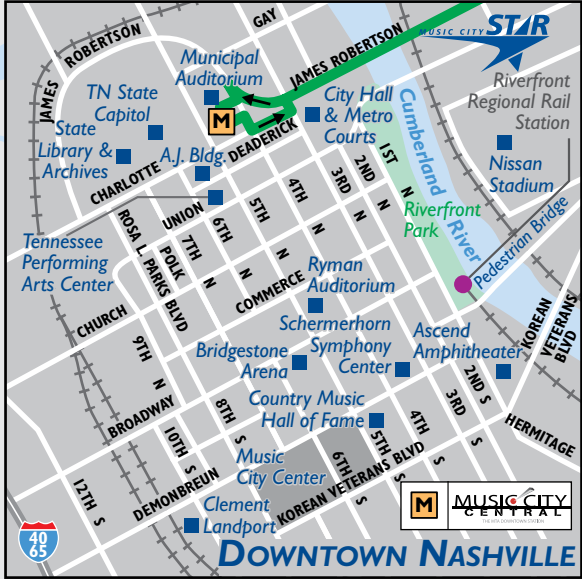 MUSIC CITY STAR
GAY
JAMES ROBERTSON
JAMES ROBERTSON
Municipal
Auditorium
TN State
Capitol
M
City Hall
& Metro
Courts
Riverfront
Regional Rail
Station
State
Library &
Archives
A.J. Bldg.
DEADERICK
CHARLOTTE
Cumberland
River
Nissan
Stadium
1ST N
2ND N
3RD N
4TH N
5TH N
6TH N
7TH N
UNION
POLK
ROSA L. PARKS BLVD
Riverfront
Park
Pedestrian Bridge
Tennessee
Performing
Arts Center
Ryman
Auditorium
COMMERCE
CHURCH
Schermerhorn
Symphony
Center
Ascend
Amphitheater
KOREAN
VETERANS
BLVD
Bridgestone
Arena
9TH N
BROADWAY
Country Music
Hall of Fame
2ND S
3RD S
4TH S
5TH S
6TH S
8TH S
10TH S
12TH S
HERMITAGE
Music
City Center
KOREAN VETERANS BLVD
DEMONBREUN
Clement
Landport
M
MUSIC CITY
CENTRAL
THE MTA DOWNTOWN STATION
40
65
DOWNTOWN NASHVILLE